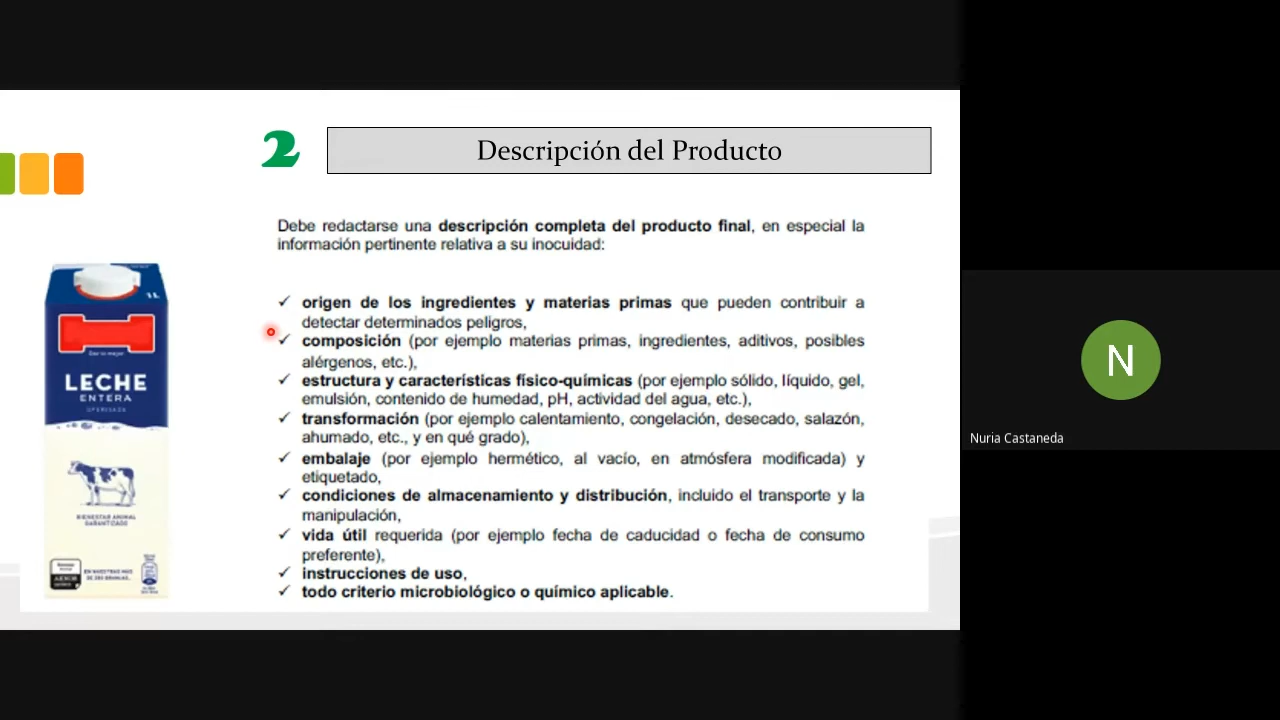 2
Descripción del Producto
Debe redactarse una descripción completa del producto final, en especial la
información pertinente relativa a su inocuidad:
✓ origen de los ingredientes y materias primas que pueden contribuir a
detectar determinados peligros,
✓ composición (por ejemplo materias primas, ingredientes, aditivos, posibles
alérgenos, etc.),
✓ estructura y características físico-químicas (por ejemplo sólido, líquido, gel,
emulsión, contenido de humedad, pH, actividad del agua, etc.),
✓ transformación (por ejemplo calentamiento, congelación, desecado, salazón,
ahumado, etc., y en qué grado),
✓ embalaje (por ejemplo hermético, al vacío, en atmósfera modificada) y
etiquetado,
✓ condiciones de almacenamiento y distribución, incluido el transporte y la
manipulación,
✓ vida útil requerida (por ejemplo fecha de caducidad o fecha de consumo
preferente),
✓ instrucciones de uso,
✓ todo criterio microbiológico o químico aplicable.
1L
LECHE
ENTERA
BIENESTAR ANIMAL
GARANTIZADO
N
Nuria Castaneda